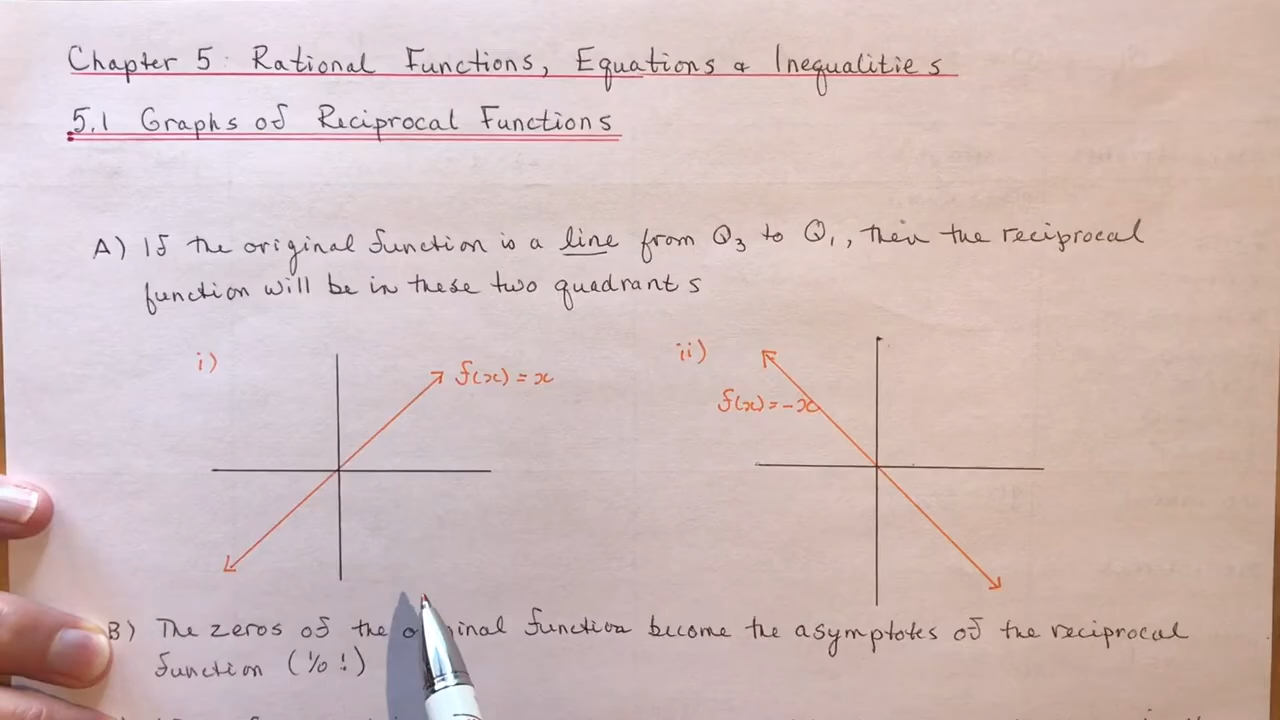 Chapter 5: Rational Functions, Equations & Inequalities
5.1 Graphs of Reciprocal Functions
A) If the original function is a line from Q3 to Q1, then the reciprocal
function will be in these two quadrants
i)
f(x) = x
ii)
f(x) = -x
B) The zeros of the function become the asymptotes of the reciprocal
function (1/0!)